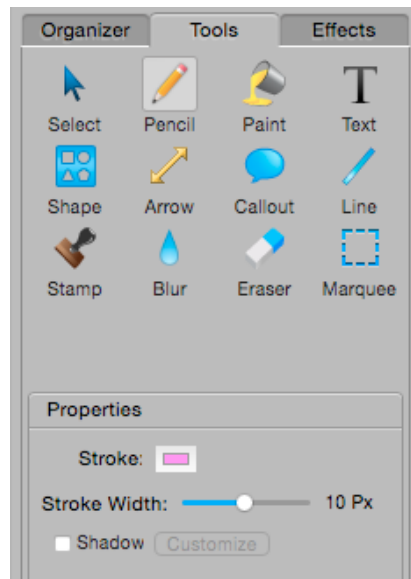 Organizer Tools Effects
Select Pencil Paint Text
Shape Arrow Callout Line
Stamp Blur Eraser Marquee
Properties
Stroke:
Stroke Width: 10 Px
Shadow Customize